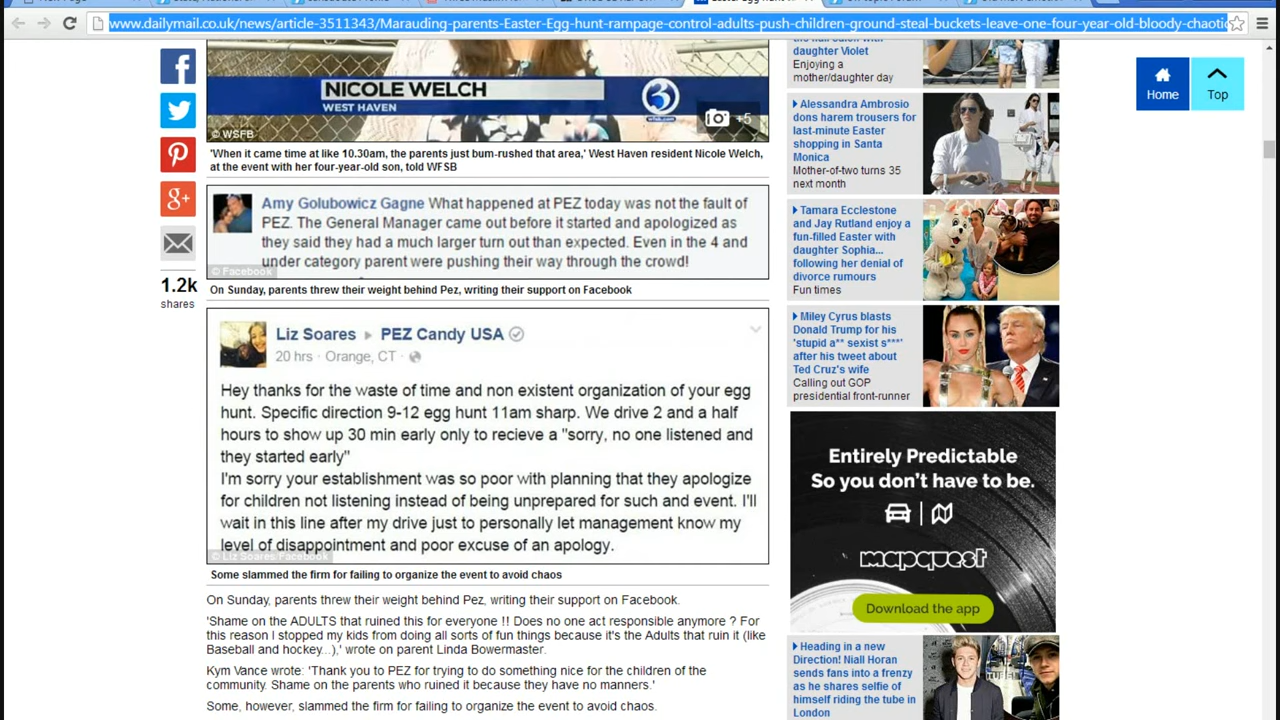 www.dailymail.co.uk/news/article-3511343/Marauding-parents-Easter-Egg-hunt-rampage-control-adults-push-children-ground-steal-buckets-leave-one-four-year-old-bloody-chaotic
NICOLE WELCH
WEST HAVEN
3
wfsb.com
+5
© WSFB
'When it came time at like 10.30am, the parents just bum-rushed that area,' West Haven resident Nicole Welch,
at the event with her four-year-old son, told WFSB
Amy Golubowicz Gagne What happened at PEZ today was not the fault of
PEZ. The General Manager came out before it started and apologized as
they said they had a much larger turn out than expected. Even in the 4 and
under category parent were pushing their way through the crowd!
© Facebook
On Sunday, parents threw their weight behind Pez, writing their support on Facebook
1.2k
shares
Liz Soares ▸ PEZ Candy USA
20 hrs · Orange, CT ·
Hey thanks for the waste of time and non existent organization of your egg
hunt. Specific direction 9-12 egg hunt 11am sharp. We drive 2 and a half
hours to show up 30 min early only to recieve a "sorry, no one listened and
they started early"
I'm sorry your establishment was so poor with planning that they apologize
for children not listening instead of being unprepared for such and event. I'll
wait in this line after my drive just to personally let management know my
level of disappointment and poor excuse of an apology.
© Liz Soares/Facebook
Some slammed the firm for failing to organize the event to avoid chaos
On Sunday, parents threw their weight behind Pez, writing their support on Facebook.
'Shame on the ADULTS that ruined this for everyone !! Does no one act responsible anymore ? For
this reason I stopped my kids from doing all sorts of fun things because it's the Adults that ruin it (like
Baseball and hockey...),' wrote on parent Linda Bowermaster.
Kym Vance wrote: 'Thank you to PEZ for trying to do something nice for the children of the
community. Shame on the parents who ruined it because they have no manners.'
Some, however, slammed the firm for failing to organize the event to avoid chaos.
daughter Violet
Enjoying a
mother/daughter day
Alessandra Ambrosio
dons harem trousers for
last-minute Easter
shopping in Santa
Monica
Mother-of-two turns 35
next month
Tamara Ecclestone
and Jay Rutland enjoy a
fun-filled Easter with
daughter Sophia...
following her denial of
divorce rumours
Fun times
Miley Cyrus blasts
Donald Trump for his
'stupid a** sexist s***'
after his tweet about
Ted Cruz's wife
Calling out GOP
presidential front-runner
Entirely Predictable
So you don't have to be.
mapquest
Download the app
Heading in a new
Direction! Niall Horan
sends fans into a frenzy
as he shares selfie of
himself riding the tube in
London
Home
Top